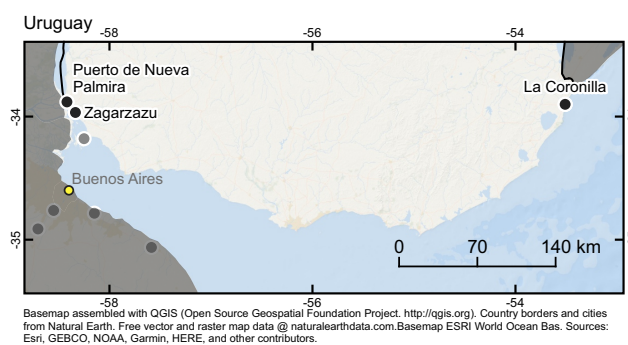 Uruguay
-58 -56 -54
Puerto de Nueva
Palmira
La Coronilla
Zagarzazu
-34
Buenos Aires
-35
0 70 140 km
-58 -56 -54
Basemap assembled with QGIS (Open Source Geospatial Foundation Project. http://qgis.org). Country borders and cities
from Natural Earth. Free vector and raster map data @ naturalearthdata.com.Basemap ESRI World Ocean Bas. Sources:
Esri, GEBCO, NOAA, Garmin, HERE, and other contributors.